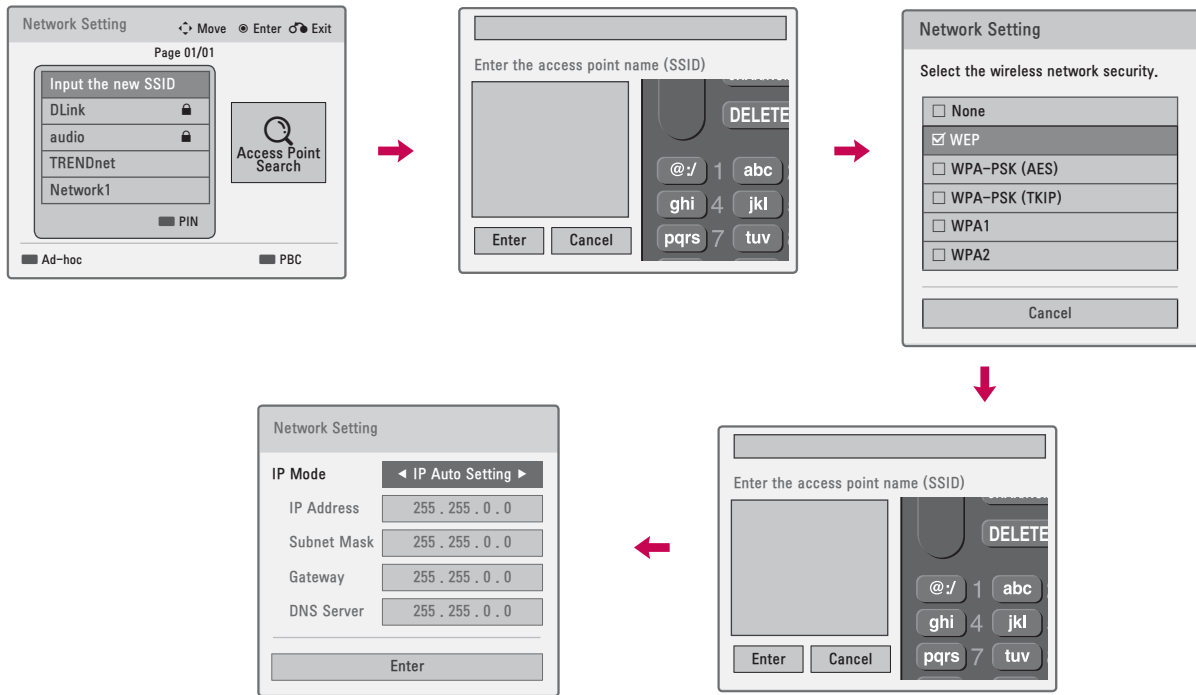 Network Setting
Move Enter Exit
Page 01/01
Input the new SSID
DLink
audio
TRENDnet
Network1
PIN
Access Point
Search
Ad-hoc
PBC
Enter the access point name (SSID)
DELETE
@:/ 1 abc
ghi 4 jkl
pqrs 7 tuv
Enter Cancel
Network Setting
Select the wireless network security.
None
WEP
WPA-PSK (AES)
WPA-PSK (TKIP)
WPA1
WPA2
Cancel
Enter the access point name (SSID)
DELETE
@:/ 1 abc
ghi 4 jkl
pqrs 7 tuv
Enter Cancel
Network Setting
IP Mode ◄ IP Auto Setting ►
IP Address 255 . 255 . 0 . 0
Subnet Mask 255 . 255 . 0 . 0
Gateway 255 . 255 . 0 . 0
DNS Server 255 . 255 . 0 . 0
Enter